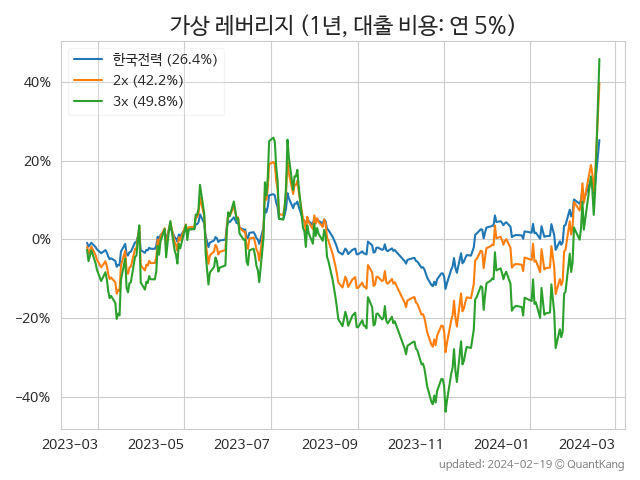 가상 레버리지 (1년, 대출 비용: 연 5%)
한국전력 (26.4%)
2x (42.2%)
3x (49.8%)
40%
20%
0%
−20%
−40%
2023-03 2023-05 2023-07 2023-09 2023-11 2024-01 2024-03
updated: 2024-02-19 © QuantKang